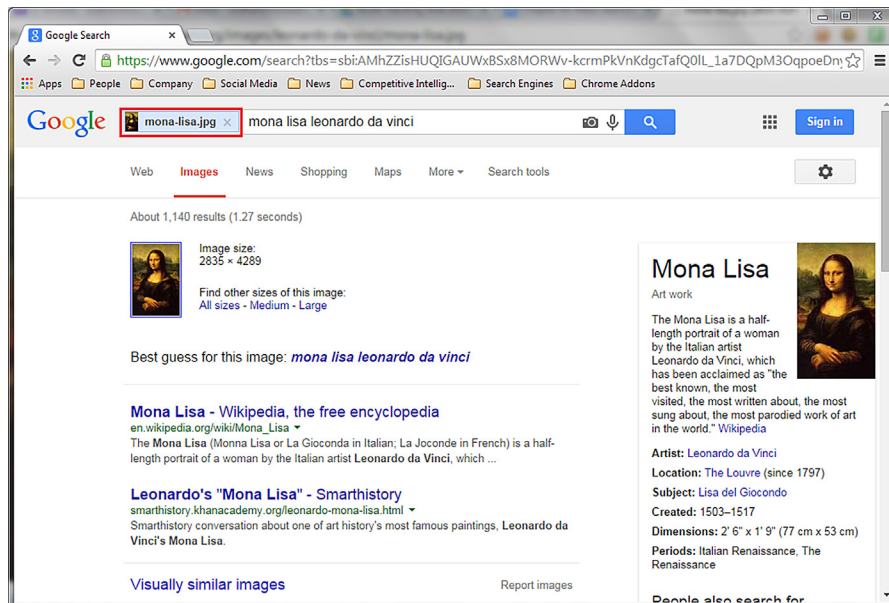 Google Search
https://www.google.com/search?tbs=sbi:AMhZZisHUQIGAUWxBSx8MORWv-kcrmPkVnKdgcTafQ0lL_1a7DQpM3OqpoeDny
Apps People Company Social Media News Competitive Intellig... Search Engines Chrome Addons
Google mona-lisa.jpg mona lisa leonardo da vinci Sign in
Web Images News Shopping Maps More Search tools
About 1,140 results (1.27 seconds)
Image size:
2835 × 4289
Find other sizes of this image:
All sizes - Medium - Large
Best guess for this image: mona lisa leonardo da vinci
Mona Lisa - Wikipedia, the free encyclopedia
en.wikipedia.org/wiki/Mona_Lisa
The Mona Lisa (Monna Lisa or La Gioconda in Italian; La Joconde in French) is a half-
length portrait of a woman by the Italian artist Leonardo da Vinci, which ...
Leonardo's "Mona Lisa" - Smarthistory
smarthistory.khanacademy.org/leonardo-mona-lisa.html
Smarthistory conversation about one of art history's most famous paintings, Leonardo da
Vinci's Mona Lisa.
Visually similar images Report images
Mona Lisa
Art work
The Mona Lisa is a half-
length portrait of a woman
by the Italian artist
Leonardo da Vinci, which
has been acclaimed as "the
best known, the most
visited, the most written about, the most
sung about, the most parodied work of art
in the world." Wikipedia
Artist: Leonardo da Vinci
Location: The Louvre (since 1797)
Subject: Lisa del Giocondo
Created: 1503–1517
Dimensions: 2' 6" x 1' 9" (77 cm x 53 cm)
Periods: Italian Renaissance, The
Renaissance
People also search for